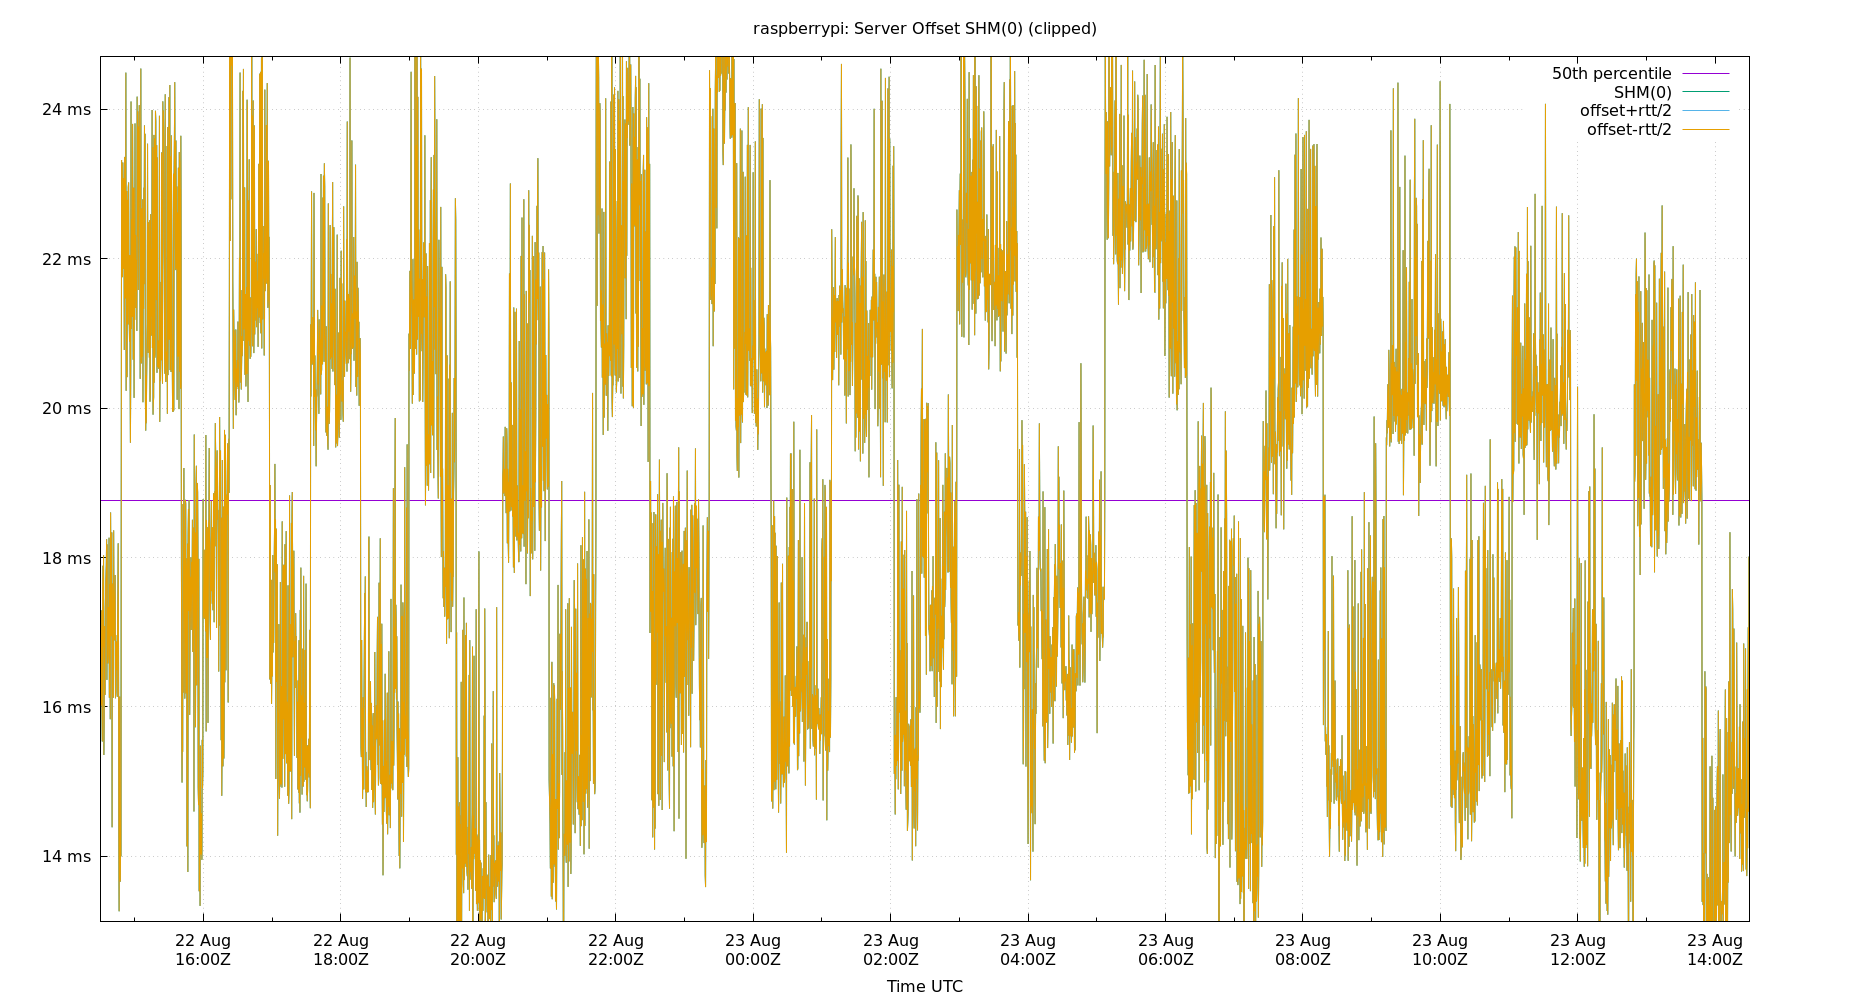 raspberrypi: Server Offset SHM(0) (clipped)
50th percentile
SHM(0)
offset+rtt/2
offset-rtt/2
24 ms
22 ms
20 ms
18 ms
16 ms
14 ms
22 Aug 22 Aug 22 Aug 22 Aug 23 Aug 23 Aug 23 Aug 23 Aug 23 Aug 23 Aug 23 Aug 23 Aug
16:00Z 18:00Z 20:00Z 22:00Z 00:00Z 02:00Z 04:00Z 06:00Z 08:00Z 10:00Z 12:00Z 14:00Z
Time UTC